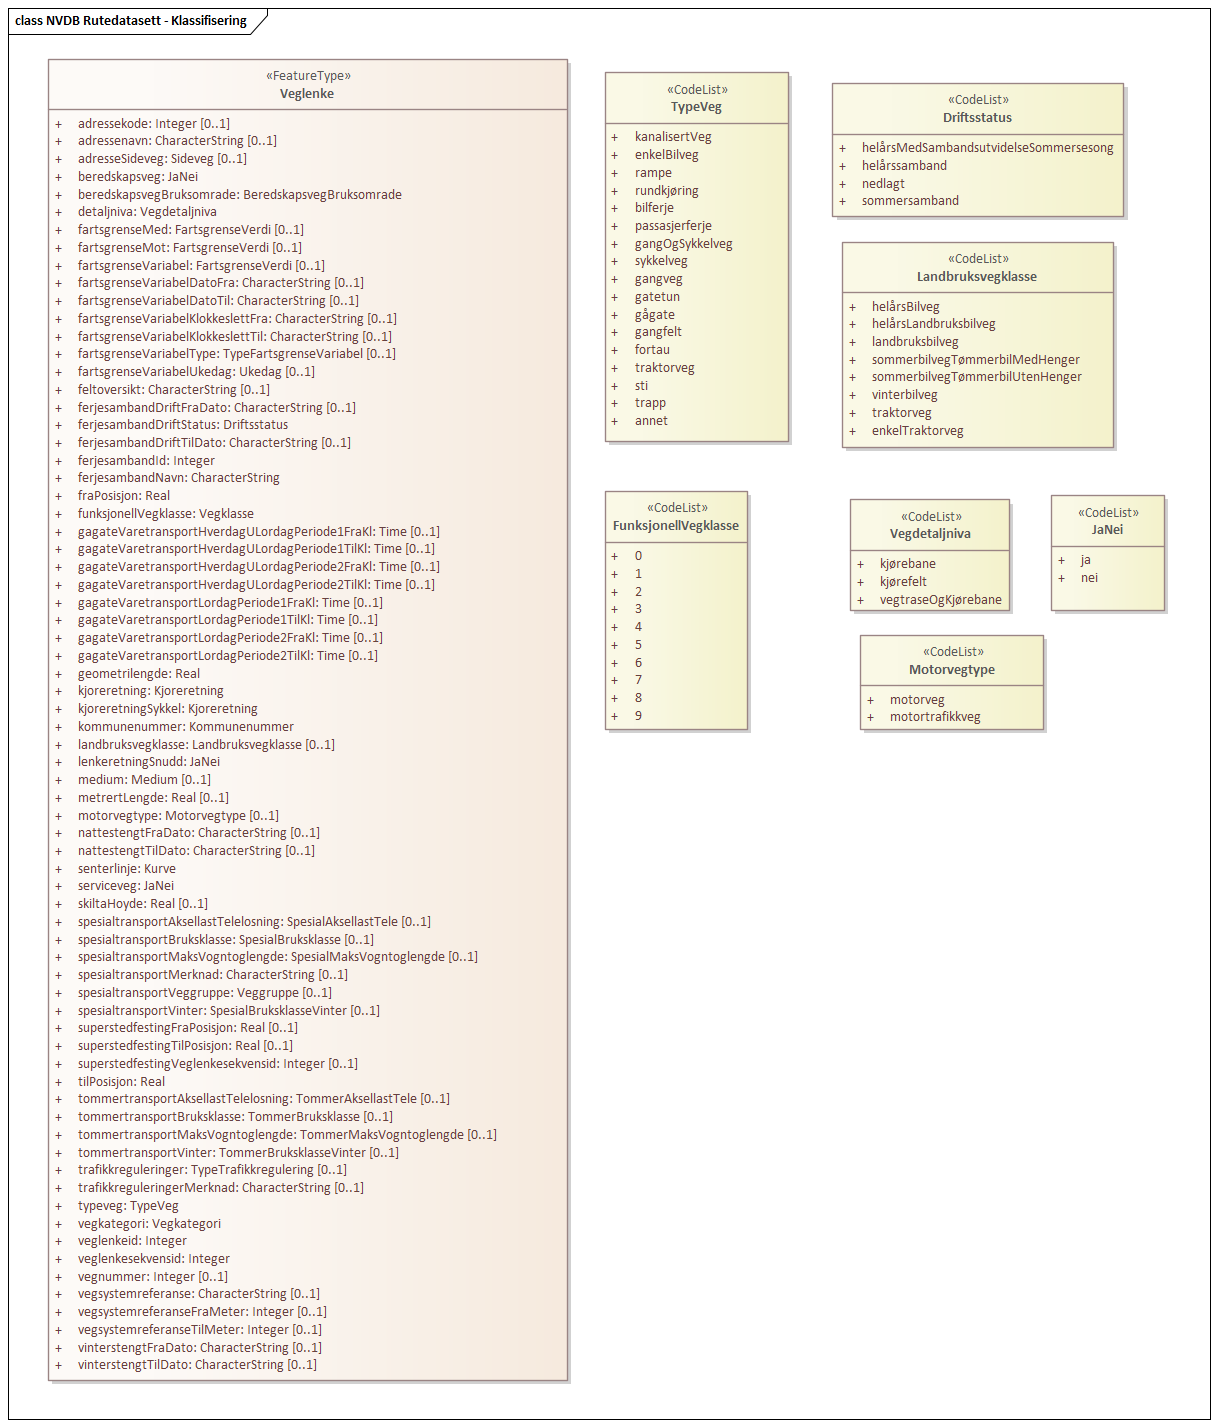 class NVDB Rutedatasett - Klassifisering
«FeatureType»
Veglenke
+ adressekode: Integer [0..1]
+ adressenavn: CharacterString [0..1]
+ adresseSideveg: Sideveg [0..1]
+ beredskapsveg: JaNei
+ beredskapsvegBruksomrade: BeredskapsvegBruksomrade
+ detaljniva: Vegdetaljniva
+ fartsgrenseMed: FartsgrenseVerdi [0..1]
+ fartsgrenseMot: FartsgrenseVerdi [0..1]
+ fartsgrenseVariabel: FartsgrenseVerdi [0..1]
+ fartsgrenseVariabelDatoFra: CharacterString [0..1]
+ fartsgrenseVariabelDatoTil: CharacterString [0..1]
+ fartsgrenseVariabelKlokkeslettFra: CharacterString [0..1]
+ fartsgrenseVariabelKlokkeslettTil: CharacterString [0..1]
+ fartsgrenseVariabelType: TypeFartsgrenseVariabel [0..1]
+ fartsgrenseVariabelUkedag: Ukedag [0..1]
+ feltoversikt: CharacterString [0..1]
+ ferjesambandDriftFraDato: CharacterString [0..1]
+ ferjesambandDriftStatus: Driftsstatus
+ ferjesambandDriftTilDato: CharacterString [0..1]
+ ferjesambandId: Integer
+ ferjesambandNavn: CharacterString
+ fraPosisjon: Real
+ funksjonellVegklasse: Vegklasse
+ gagateVaretransportHverdagULordagPeriode1FraKl: Time [0..1]
+ gagateVaretransportHverdagULordagPeriode1TilKl: Time [0..1]
+ gagateVaretransportHverdagULordagPeriode2FraKl: Time [0..1]
+ gagateVaretransportHverdagULordagPeriode2TilKl: Time [0..1]
+ gagateVaretransportLordagPeriode1FraKl: Time [0..1]
+ gagateVaretransportLordagPeriode1TilKl: Time [0..1]
+ gagateVaretransportLordagPeriode2FraKl: Time [0..1]
+ gagateVaretransportLordagPeriode2TilKl: Time [0..1]
+ geometrilengde: Real
+ kjoreretning: Kjoreretning
+ kjoreretningSykkel: Kjoreretning
+ kommunenummer: Kommunenummer
+ landbruksvegklasse: Landbruksvegklasse [0..1]
+ lenkeretningSnudd: JaNei
+ medium: Medium [0..1]
+ metrertLengde: Real [0..1]
+ motorvegtype: Motorvegtype [0..1]
+ nattestengtFraDato: CharacterString [0..1]
+ nattestengtTilDato: CharacterString [0..1]
+ senterlinje: Kurve
+ serviceveg: JaNei
+ skiltaHoyde: Real [0..1]
+ spesialtransportAksellastTelelosning: SpesialAksellastTele [0..1]
+ spesialtransportBruksklasse: SpesialBruksklasse [0..1]
+ spesialtransportMaksVogntoglengde: SpesialMaksVogntoglengde [0..1]
+ spesialtransportMerknad: CharacterString [0..1]
+ spesialtransportVeggruppe: Veggruppe [0..1]
+ spesialtransportVinter: SpesialBruksklasseVinter [0..1]
+ superstedfestingFraPosisjon: Real [0..1]
+ superstedfestingTilPosisjon: Real [0..1]
+ superstedfestingVeglenkesekvensid: Integer [0..1]
+ tilPosisjon: Real
+ tommertransportAksellastTelelosning: TommerAksellastTele [0..1]
+ tommertransportBruksklasse: TommerBruksklasse [0..1]
+ tommertransportMaksVogntoglengde: TommerMaksVogntoglengde [0..1]
+ tommertransportVinter: TommerBruksklasseVinter [0..1]
+ trafikkreguleringer: TypeTrafikkregulering [0..1]
+ trafikkreguleringerMerknad: CharacterString [0..1]
+ typeveg: TypeVeg
+ vegkategori: Vegkategori
+ veglenkeid: Integer
+ veglenkesekvensid: Integer
+ vegnummer: Integer [0..1]
+ vegsystemreferanse: CharacterString [0..1]
+ vegsystemreferanseFraMeter: Integer [0..1]
+ vegsystemreferanseTilMeter: Integer [0..1]
+ vinterstengtFraDato: CharacterString [0..1]
+ vinterstengtTilDato: CharacterString [0..1]
«CodeList»
TypeVeg
+ kanalisertVeg
+ enkelBilveg
+ rampe
+ rundkjøring
+ bilferje
+ passasjerferje
+ gangOgSykkelveg
+ sykkelveg
+ gangveg
+ gatetun
+ gågate
+ gangfelt
+ fortau
+ traktorveg
+ sti
+ trapp
+ annet
«CodeList»
Driftsstatus
+ helårsMedSambandsutvidelseSommersesong
+ helårssamband
+ nedlagt
+ sommersamband
«CodeList»
Landbruksvegklasse
+ helårsBilveg
+ helårsLandbruksbilveg
+ landbruksbilveg
+ sommerbilvegTømmerbilMedHenger
+ sommerbilvegTømmerbilUtenHenger
+ vinterbilveg
+ traktorveg
+ enkelTraktorveg
«CodeList»
FunksjonellVegklasse
+ 0
+ 1
+ 2
+ 3
+ 4
+ 5
+ 6
+ 7
+ 8
+ 9
«CodeList»
Vegdetaljniva
+ kjørebane
+ kjørefelt
+ vegtraseOgKjørebane
«CodeList»
JaNei
+ ja
+ nei
«CodeList»
Motorvegtype
+ motorveg
+ motortrafikkveg